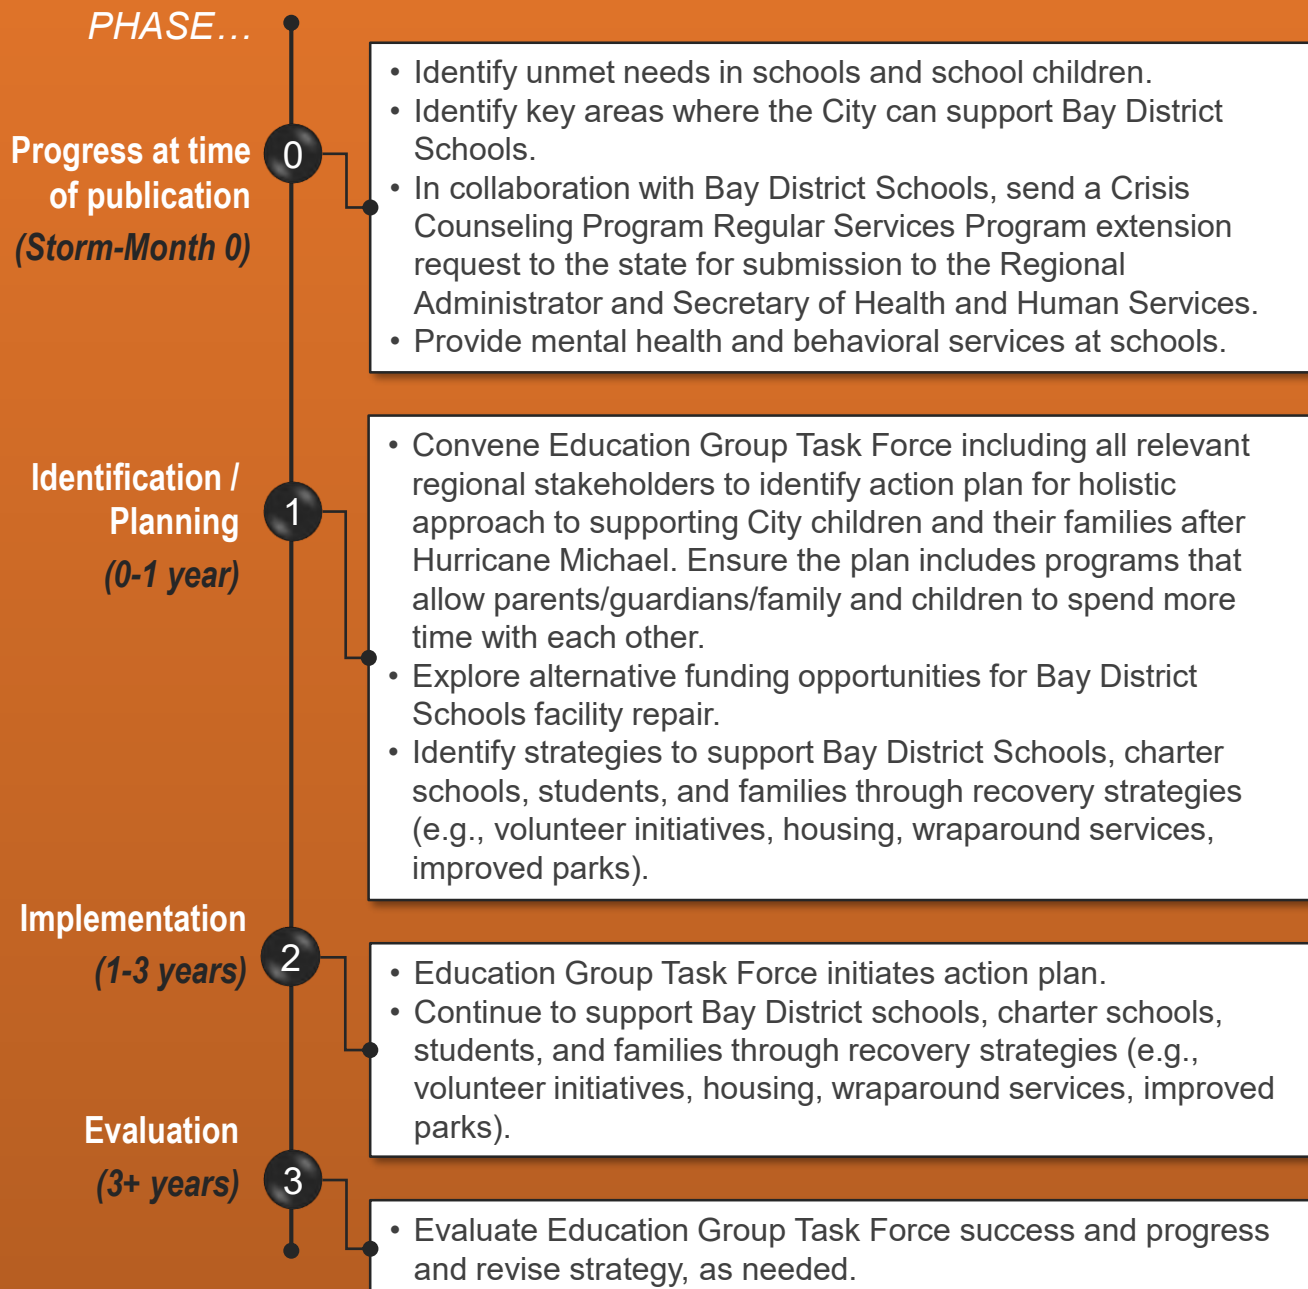 PHASE…
0
Progress at time
of publication
(Storm-Month 0)
• Identify unmet needs in schools and school children.
• Identify key areas where the City can support Bay District
Schools.
• In collaboration with Bay District Schools, send a Crisis
Counseling Program Regular Services Program extension
request to the state for submission to the Regional
Administrator and Secretary of Health and Human Services.
• Provide mental health and behavioral services at schools.
1
Identification /
Planning
(0-1 year)
• Convene Education Group Task Force including all relevant
regional stakeholders to identify action plan for holistic
approach to supporting City children and their families after
Hurricane Michael. Ensure the plan includes programs that
allow parents/guardians/family and children to spend more
time with each other.
• Explore alternative funding opportunities for Bay District
Schools facility repair.
• Identify strategies to support Bay District Schools, charter
schools, students, and families through recovery strategies
(e.g., volunteer initiatives, housing, wraparound services,
improved parks).
2
Implementation
(1-3 years)
• Education Group Task Force initiates action plan.
• Continue to support Bay District schools, charter schools,
students, and families through recovery strategies (e.g.,
volunteer initiatives, housing, wraparound services, improved
parks).
3
Evaluation
(3+ years)
• Evaluate Education Group Task Force success and progress
and revise strategy, as needed.